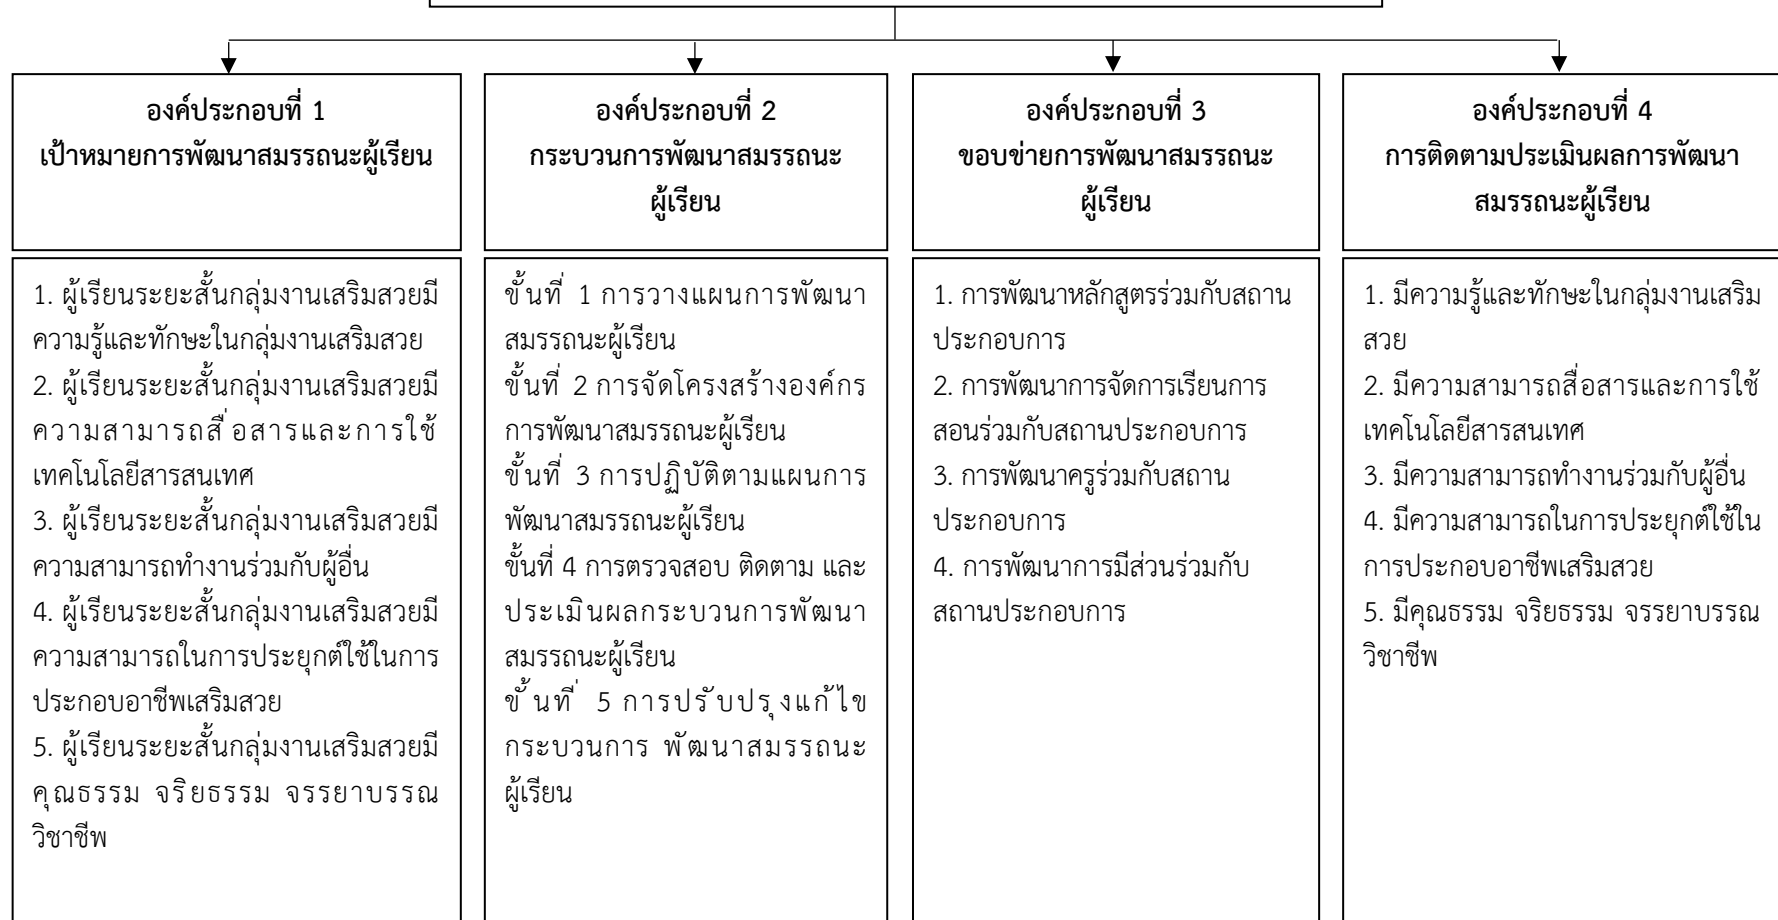 องค์ประกอบที่ 1
เป้าหมายการพัฒนาสมรรถนะผู้เรียน
องค์ประกอบที่ 2
กระบวนการพัฒนาสมรรถนะ
ผู้เรียน
องค์ประกอบที่ 3
ขอบข่ายการพัฒนาสมรรถนะ
ผู้เรียน
องค์ประกอบที่ 4
การติดตามประเมินผลการพัฒนา
สมรรถนะผู้เรียน
1. ผู้เรียนระยะสั้นกลุ่มงานเสริมสวยมี
ความรู้และทักษะในกลุ่มงานเสริมสวย
2. ผู้เรียนระยะสั้นกลุ่มงานเสริมสวยมี
ความสามารถสื่อสารและการใช้
เทคโนโลยีสารสนเทศ
3. ผู้เรียนระยะสั้นกลุ่มงานเสริมสวยมี
ความสามารถทำงานร่วมกับผู้อื่น
4. ผู้เรียนระยะสั้นกลุ่มงานเสริมสวยมี
ความสามารถในการประยุกต์ใช้ในการ
ประกอบอาชีพเสริมสวย
5. ผู้เรียนระยะสั้นกลุ่มงานเสริมสวยมี
คุณธรรม จริยธรรม จรรยาบรรณ
วิชาชีพ
ขั้นที่ 1 การวางแผนการพัฒนา
สมรรถนะผู้เรียน
ขั้นที่ 2 การจัดโครงสร้างองค์กร
การพัฒนาสมรรถนะผู้เรียน
ขั้นที่ 3 การปฏิบัติตามแผนการ
พัฒนาสมรรถนะผู้เรียน
ขั้นที่ 4 การตรวจสอบ ติดตาม และ
ประเมินผลกระบวนการพัฒนา
สมรรถนะผู้เรียน
ขั้นที่ 5 การปรับปรุงแก้ไข
กระบวนการ พัฒนาสมรรถนะ
ผู้เรียน
1. การพัฒนาหลักสูตรร่วมกับสถาน
ประกอบการ
2. การพัฒนาการจัดการเรียนการ
สอนร่วมกับสถานประกอบการ
3. การพัฒนาครูร่วมกับสถาน
ประกอบการ
4. การพัฒนาการมีส่วนร่วมกับ
สถานประกอบการ
1. มีความรู้และทักษะในกลุ่มงานเสริม
สวย
2. มีความสามารถสื่อสารและการใช้
เทคโนโลยีสารสนเทศ
3. มีความสามารถทำงานร่วมกับผู้อื่น
4. มีความสามารถในการประยุกต์ใช้ใน
การประกอบอาชีพเสริมสวย
5. มีคุณธรรม จริยธรรม จรรยาบรรณ
วิชาชีพ